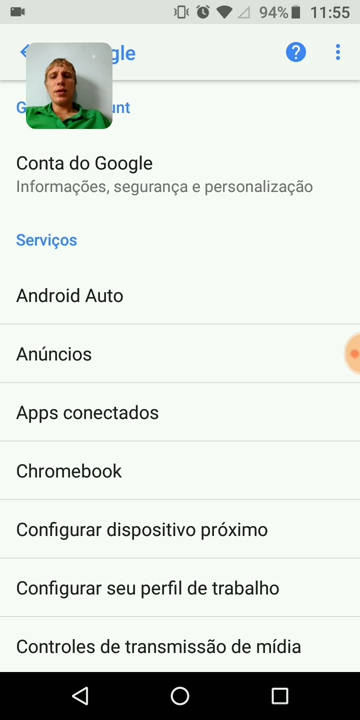 94% 11:55
Conta do Google
Informações, segurança e personalização
Serviços
Android Auto
Anúncios
Apps conectados
Chromebook
Configurar dispositivo próximo
Configurar seu perfil de trabalho
Controles de transmissão de mídia